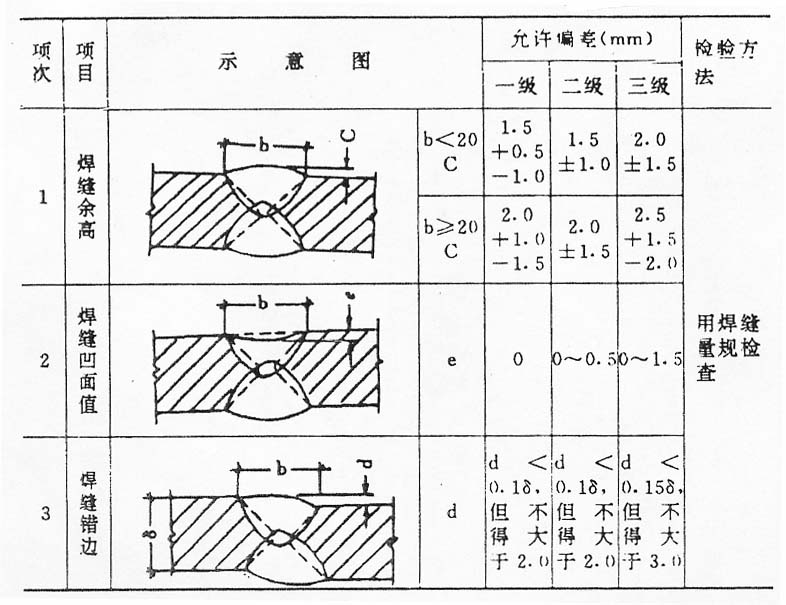 项次
项目
示意图
允许偏差(mm)
一级
二级
三级
检验方法
1
焊缝余高
b
C
b<20
C
1.5
+0.5
-1.0
1.5
±1.0
2.0
±1.5
b≥20
C
2.0
+1.0
-1.5
2.0
±1.5
2.5
+1.5
-2.0
2
焊缝凹面值
b
e
e
0
0~0.5
0~1.5
用焊缝
量规检
查
3
焊缝错边
b
d
δ
d
d <
0.1δ,
但不
得大
于2.0
d <
0.1δ,
但不
得大
于2.0
d <
0.15δ,
但不
得大
于3.0